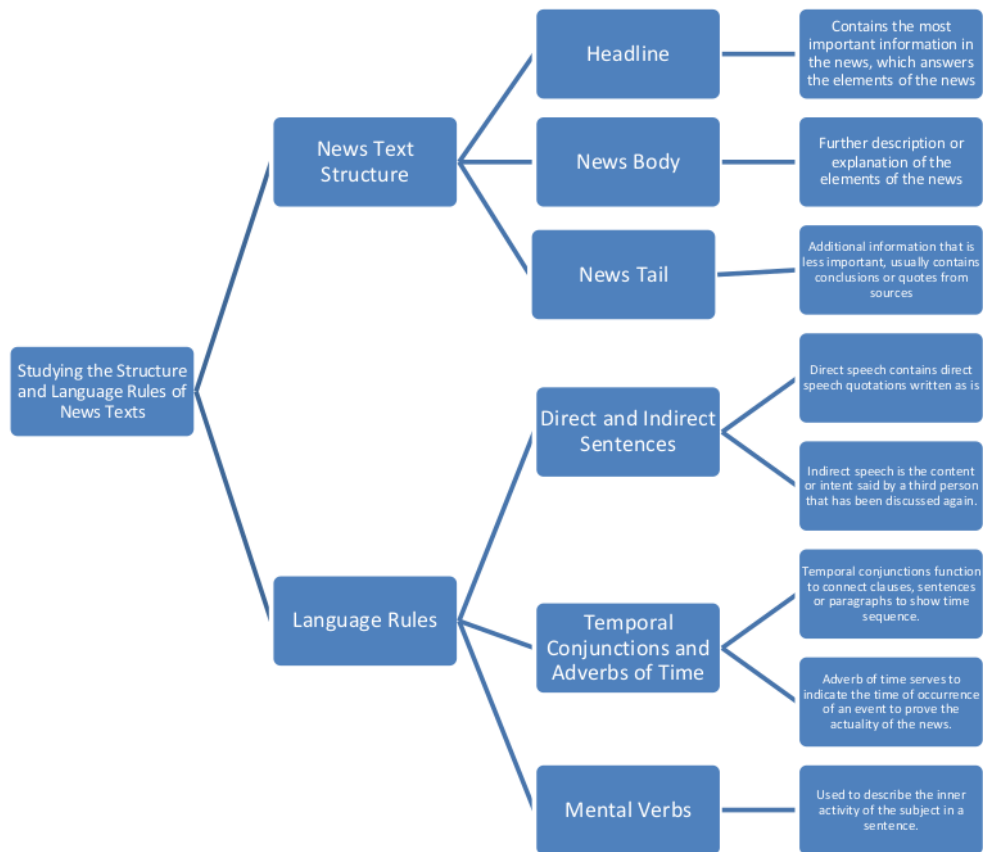 Studying the Structure
and Language Rules of
News Texts
News Text
Structure
Headline
Contains the most
important information in
the news, which answers
the elements of the news
News Body
Further description or
explanation of the
elements of the news
News Tail
Additional information that is
less important, usually contains
conclusions or quotes from
sources
Language Rules
Direct and Indirect
Sentences
Direct speech contains direct
speech quotations written as is
Indirect speech is the content
or intent said by a third person
that has been discussed again.
Temporal
Conjunctions and
Adverbs of Time
Temporal conjunctions function
to connect clauses, sentences
or paragraphs to show time
sequence.
Adverb of time serves to
indicate the time of occurrence
of an event to prove the
actuality of the news.
Mental Verbs
Used to describe the inner
activity of the subject in a
sentence.